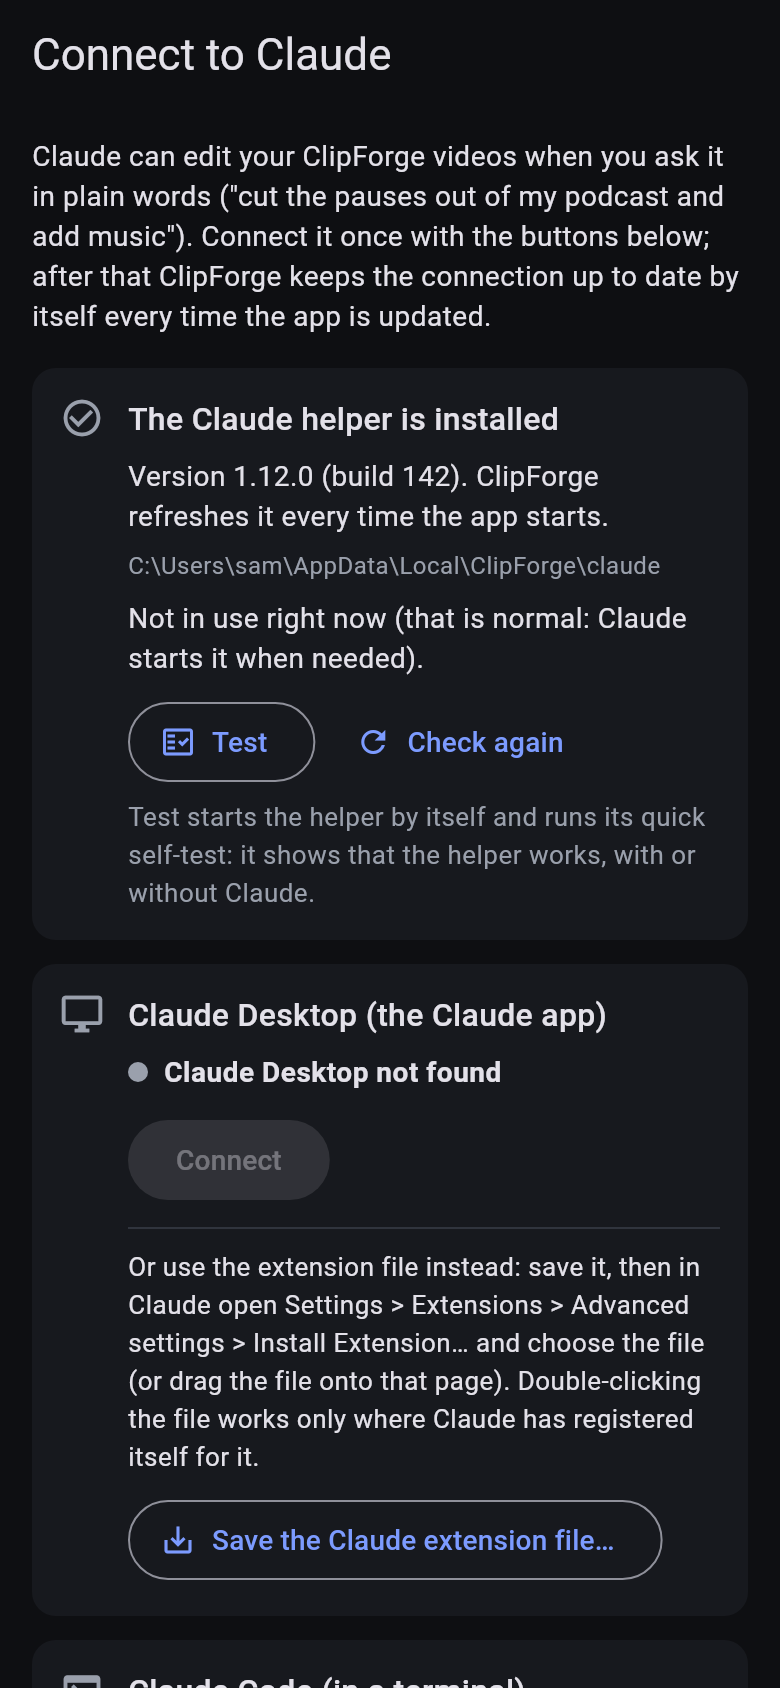 Connect to Claude
Claude can edit your ClipForge videos when you ask it
in plain words ("cut the pauses out of my podcast and
add music"). Connect it once with the buttons below;
after that ClipForge keeps the connection up to date by
itself every time the app is updated.
The Claude helper is installed
Version 1.12.0 (build 142). ClipForge
refreshes it every time the app starts.
C:\Users\sam\AppData\Local\ClipForge\claude
Not in use right now (that is normal: Claude
starts it when needed).
Test
Check again
Test starts the helper by itself and runs its quick
self-test: it shows that the helper works, with or
without Claude.
Claude Desktop (the Claude app)
Claude Desktop not found
Connect
Or use the extension file instead: save it, then in
Claude open Settings > Extensions > Advanced
settings > Install Extension… and choose the file
(or drag the file onto that page). Double-clicking
the file works only where Claude has registered
itself for it.
Save the Claude extension file…
Claude Code (in a terminal)